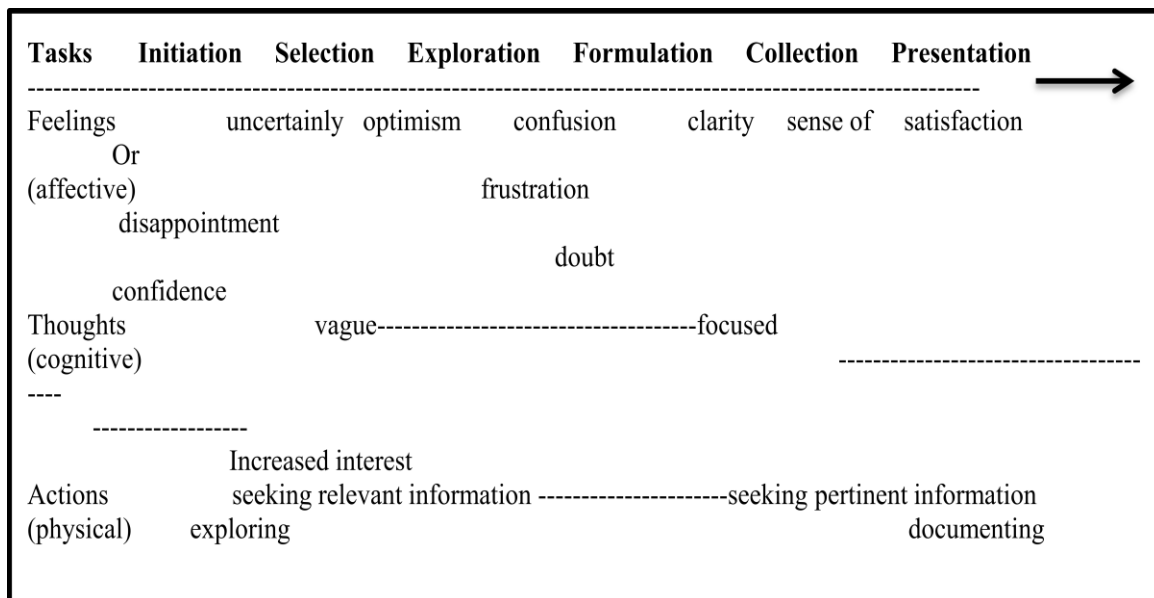 Tasks Initiation Selection Exploration Formulation Collection Presentation
----------------------------------------------------------------------------------------------------------------
Feelings uncertainly optimism confusion clarity sense of satisfaction
Or
(affective) frustration
disappointment
doubt
confidence
Thoughts vague-------------------------------------focused
(cognitive) -----------------------------------
----
------------------
Increased interest
Actions seeking relevant information ----------------------seeking pertinent information
(physical) exploring documenting